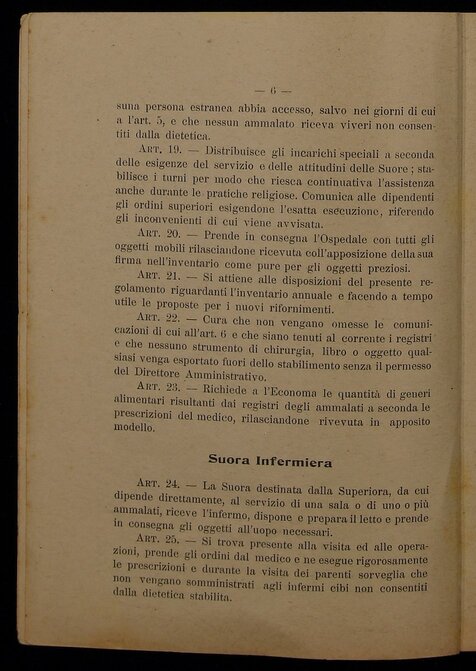 — 6 —
suna persona estranea abbia accesso, salvo nei giorni di cui
a l'art. 5, e che nessun ammalato riceva viveri non consen-
titi dalla dietetica.
ART. 19. — Distribuisce gli incarichi speciali a seconda
delle esigenze del servizio e delle attitudini delle Suore ; sta-
bilisce i turni per modo che riesca continuativa l'assistenza
anche durante le pratiche religiose. Comunica alle dipendenti
gli ordini superiori esigendone l'esatta esecuzione, riferendo
gli inconvenienti di cui viene avvisata.
ART. 20. — Prende in consegna l'Ospedale con tutti gli
oggetti mobili rilasciandone ricevuta coll'apposizione della sua
firma nell'inventario come pure per gli oggetti preziosi.
ART. 21. — Si attiene alle disposizioni del presente re-
golamento riguardanti l'inventario annuale e facendo a tempo
utile le proposte per i nuovi rifornimenti.
ART. 22. — Cura che non vengano omesse le comuni-
cazioni di cui all'art. 6 e che siano tenuti al corrente i registri
e che nessuno strumento di chirurgia, libro o oggetto qual-
siasi venga esportato fuori dello stabilimento senza il permesso
del Direttore Amministrativo.
ART. 23. — Richiede a l'Economa le quantità di generi
alimentari risultanti dai registri degli ammalati a seconda le
prescrizioni del medico, rilasciandone rivevuta in apposito
modello.
Suora Infermiera
ART. 24. — La Suora destinata dalla Superiora, da cui
dipende direttamente, al servizio di una sala o di uno o più
ammalati, riceve l'infermo, dispone e prepara il letto e prende
in consegna gli oggetti all'uopo necessari.
ART. 25. — Si trova presente alla visita ed alle opera-
zioni, prende gli ordini dal medico e ne esegue rigorosamente
le prescrizioni e durante la visita dei parenti sorveglia che
non vengano somministrati agli infermi cibi non consentiti
dalla dietetica stabilita.